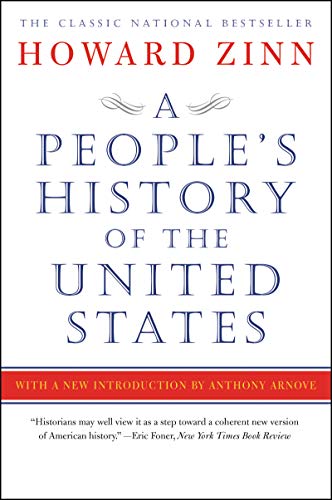 THE CLASSIC NATIONAL BESTSELLER
HOWARD ZINN
A
PEOPLE'S
HISTORY
OF THE
UNITED
STATES
WITH A NEW INTRODUCTION BY ANTHONY ARNOVE
“Historians may well view it as a step toward a coherent new version
of American history.” —Eric Foner, New York Times Book Review